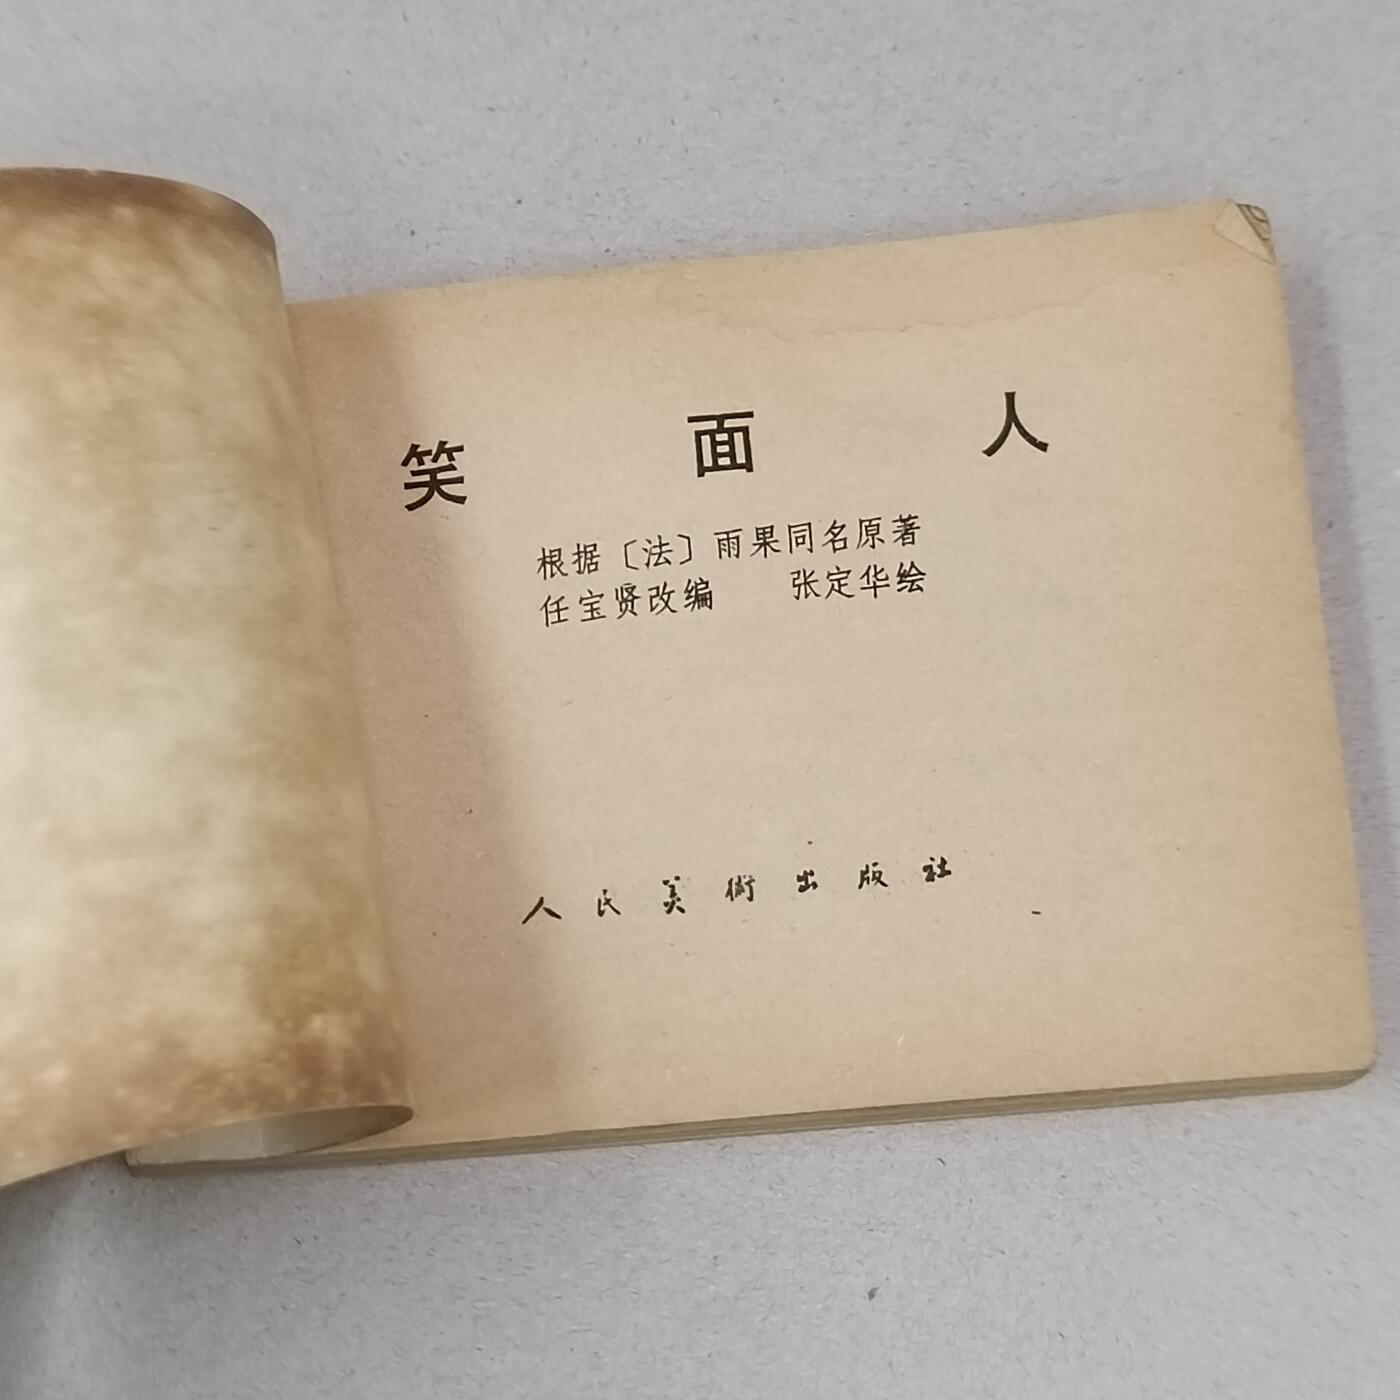 笑面人
根据〔法〕雨果同名原著
任宝贤改编 张定华绘
人民美術出版社